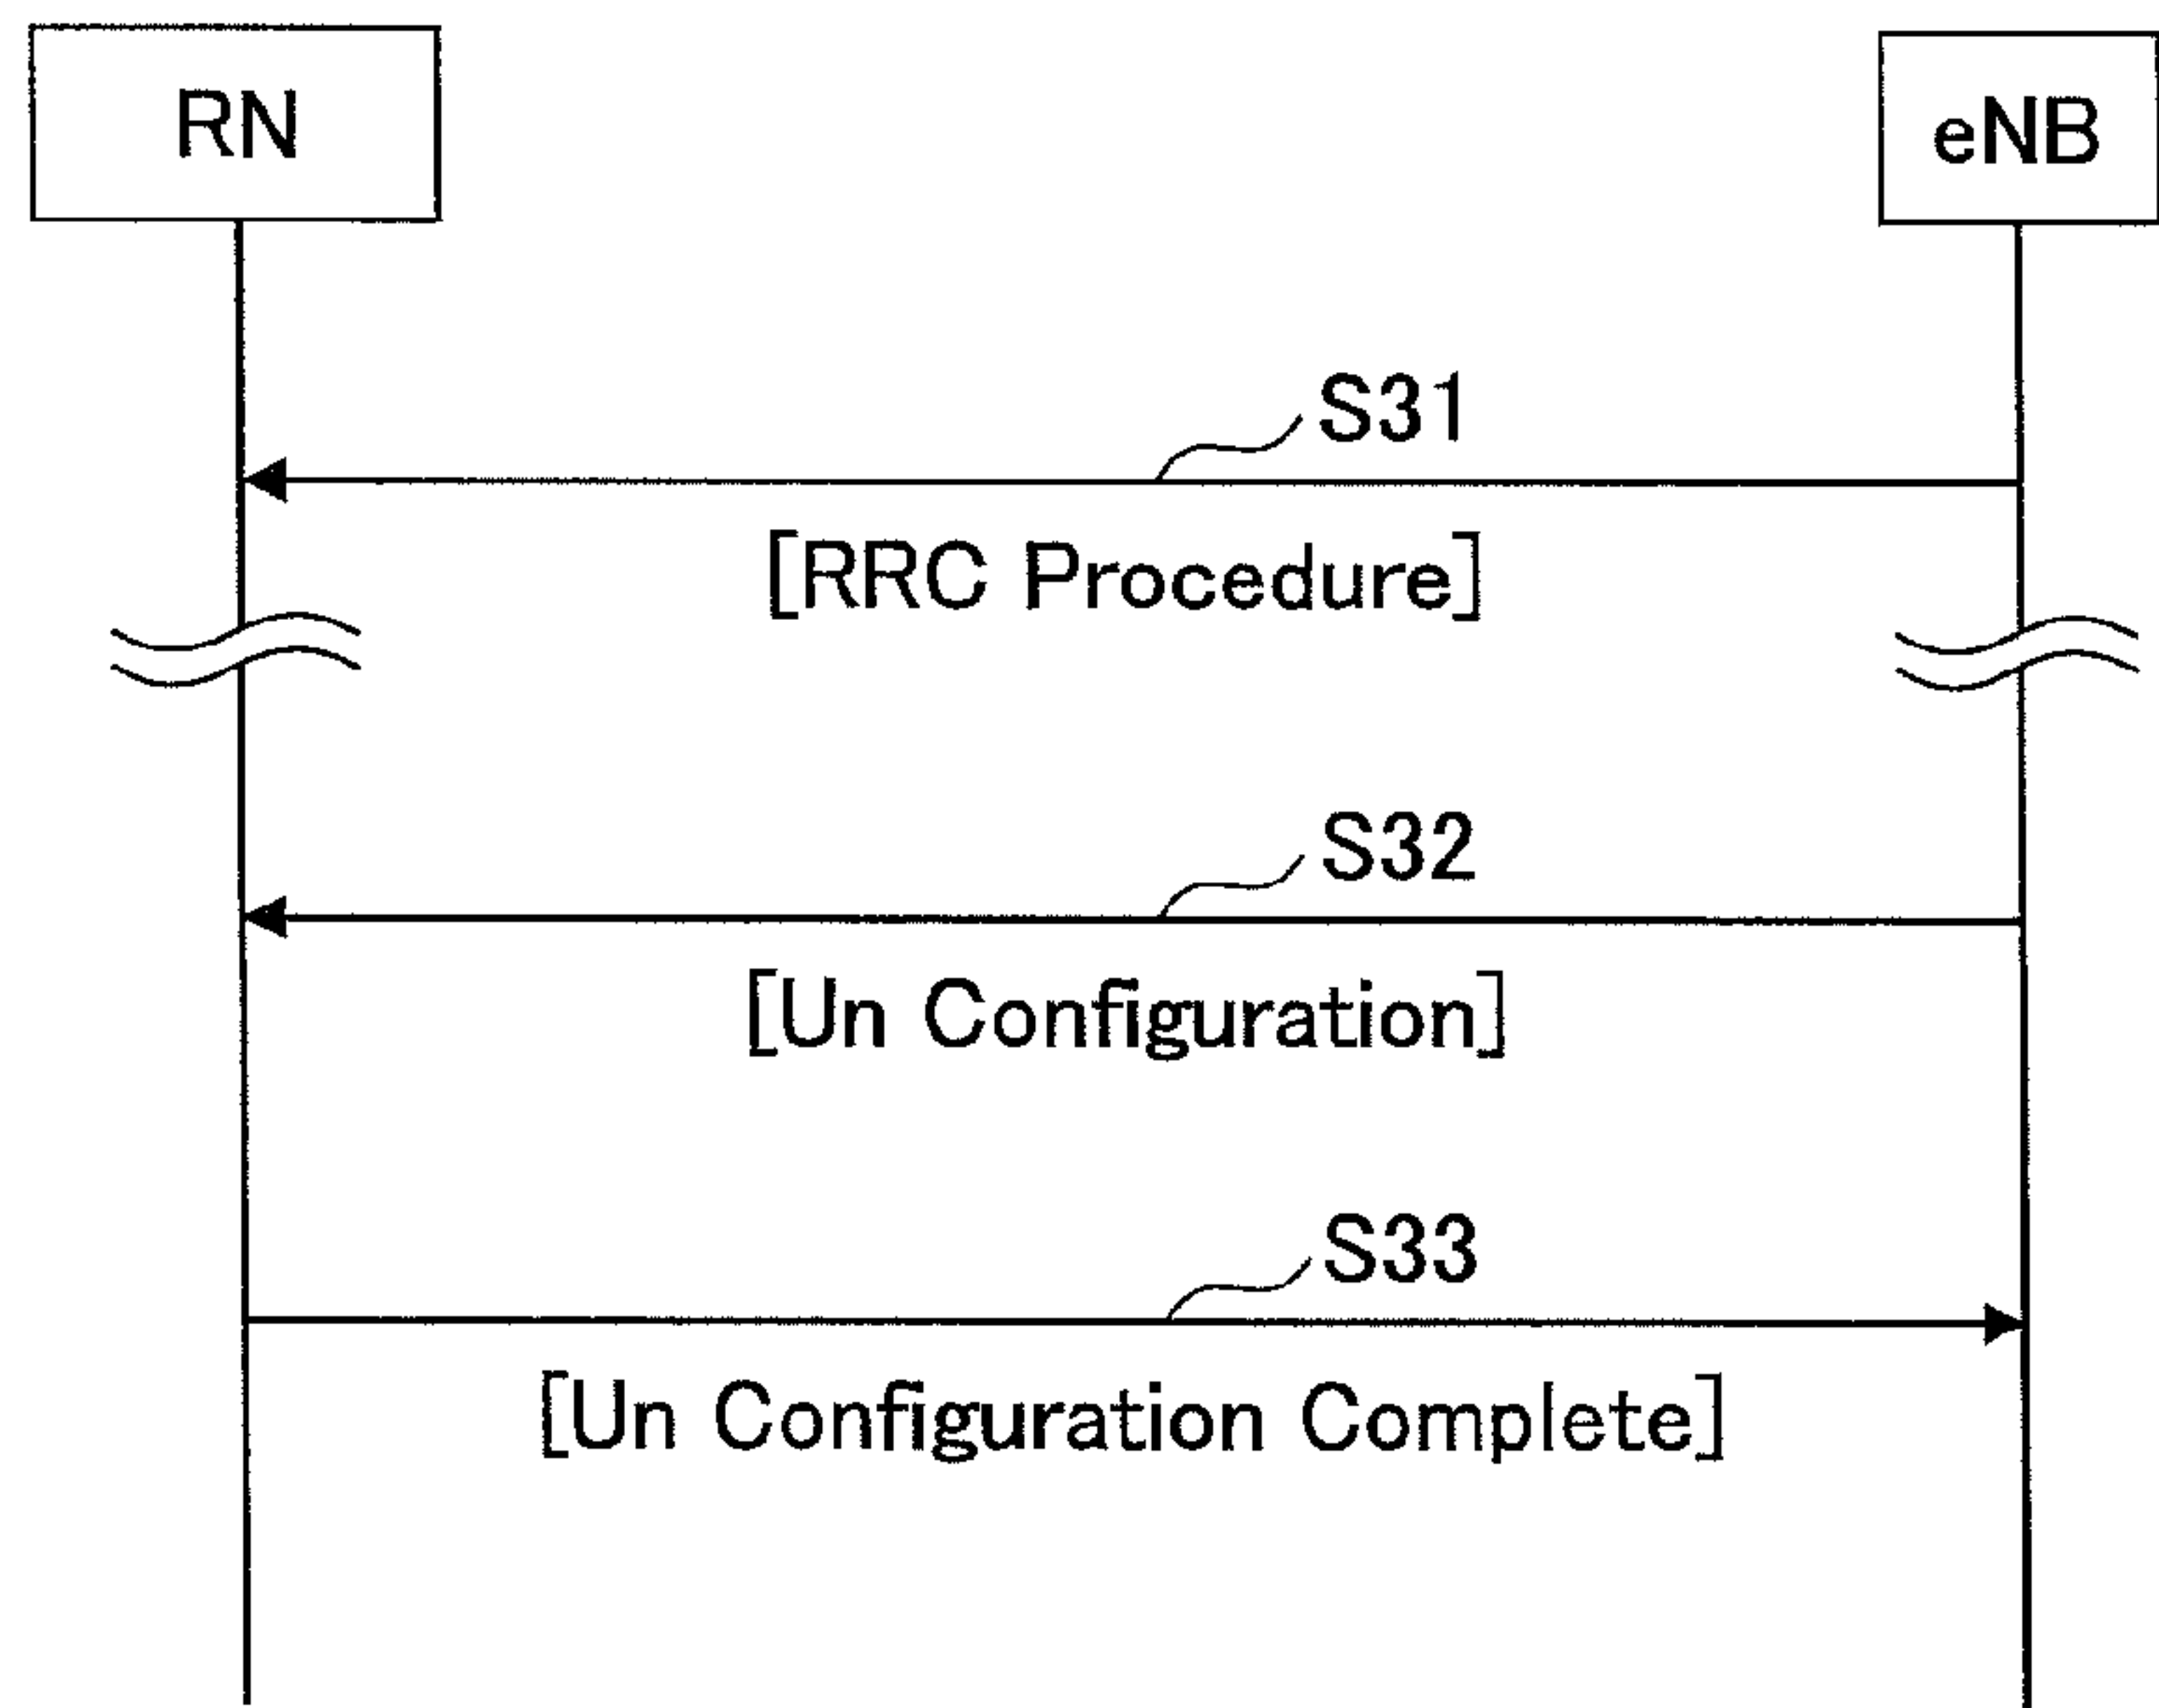 RN
eNB
S31
[RRC Procedure]
S32
[Un Configuration]
S33
[Un Configuration Complete]